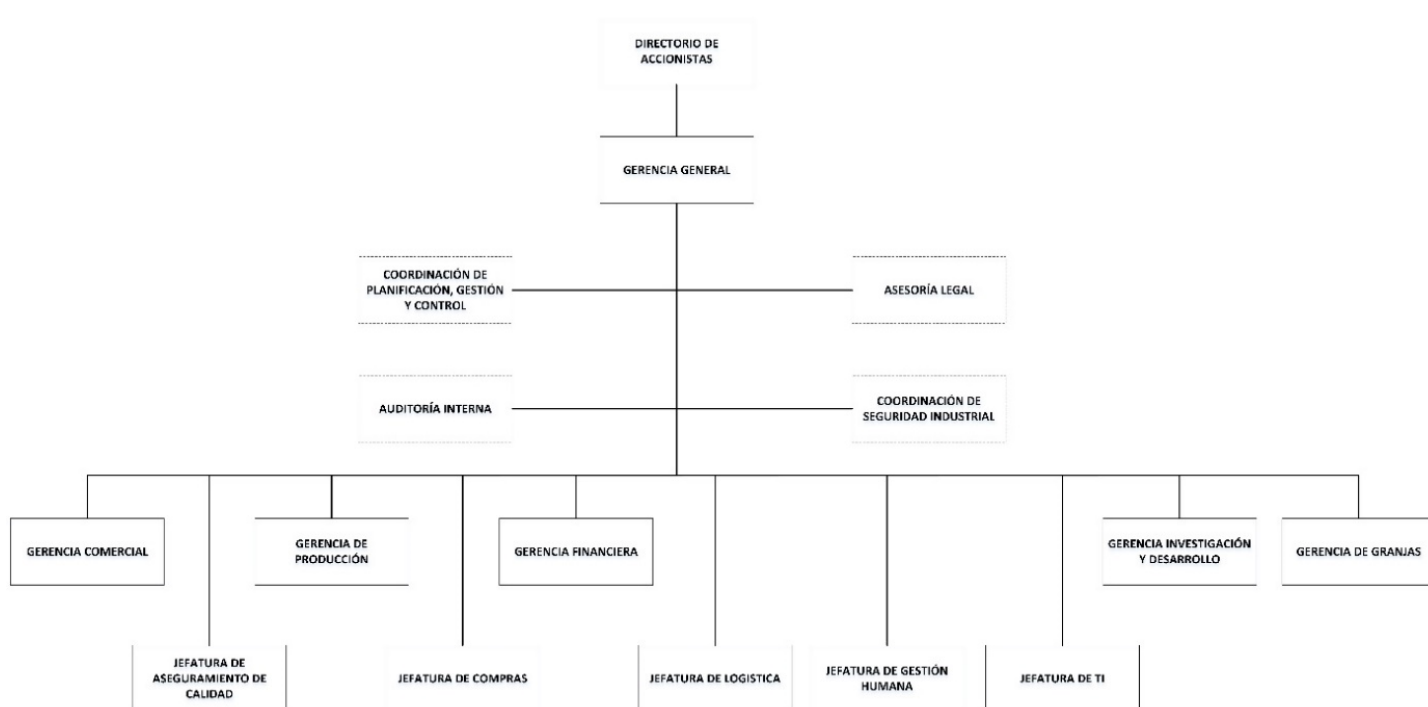 DIRECTORIO DE
ACCIONISTAS
GERENCIA GENERAL
COORDINACIÓN DE
PLANIFICACIÓN, GESTIÓN
Y CONTROL
ASESORÍA LEGAL
AUDITORÍA INTERNA
COORDINACIÓN DE
SEGURIDAD INDUSTRIAL
GERENCIA COMERCIAL
GERENCIA DE
PRODUCCIÓN
GERENCIA FINANCIERA
GERENCIA INVESTIGACIÓN
Y DESARROLLO
GERENCIA DE GRANJAS
JEFATURA DE
ASEGURAMIENTO DE
CALIDAD
JEFATURA DE COMPRAS
JEFATURA DE LOGISTICA
JEFATURA DE GESTIÓN
HUMANA
JEFATURA DE TI